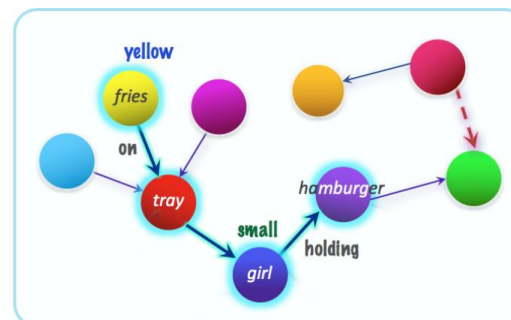 yellow
fries
on
tray
hamburger
small
holding
girl